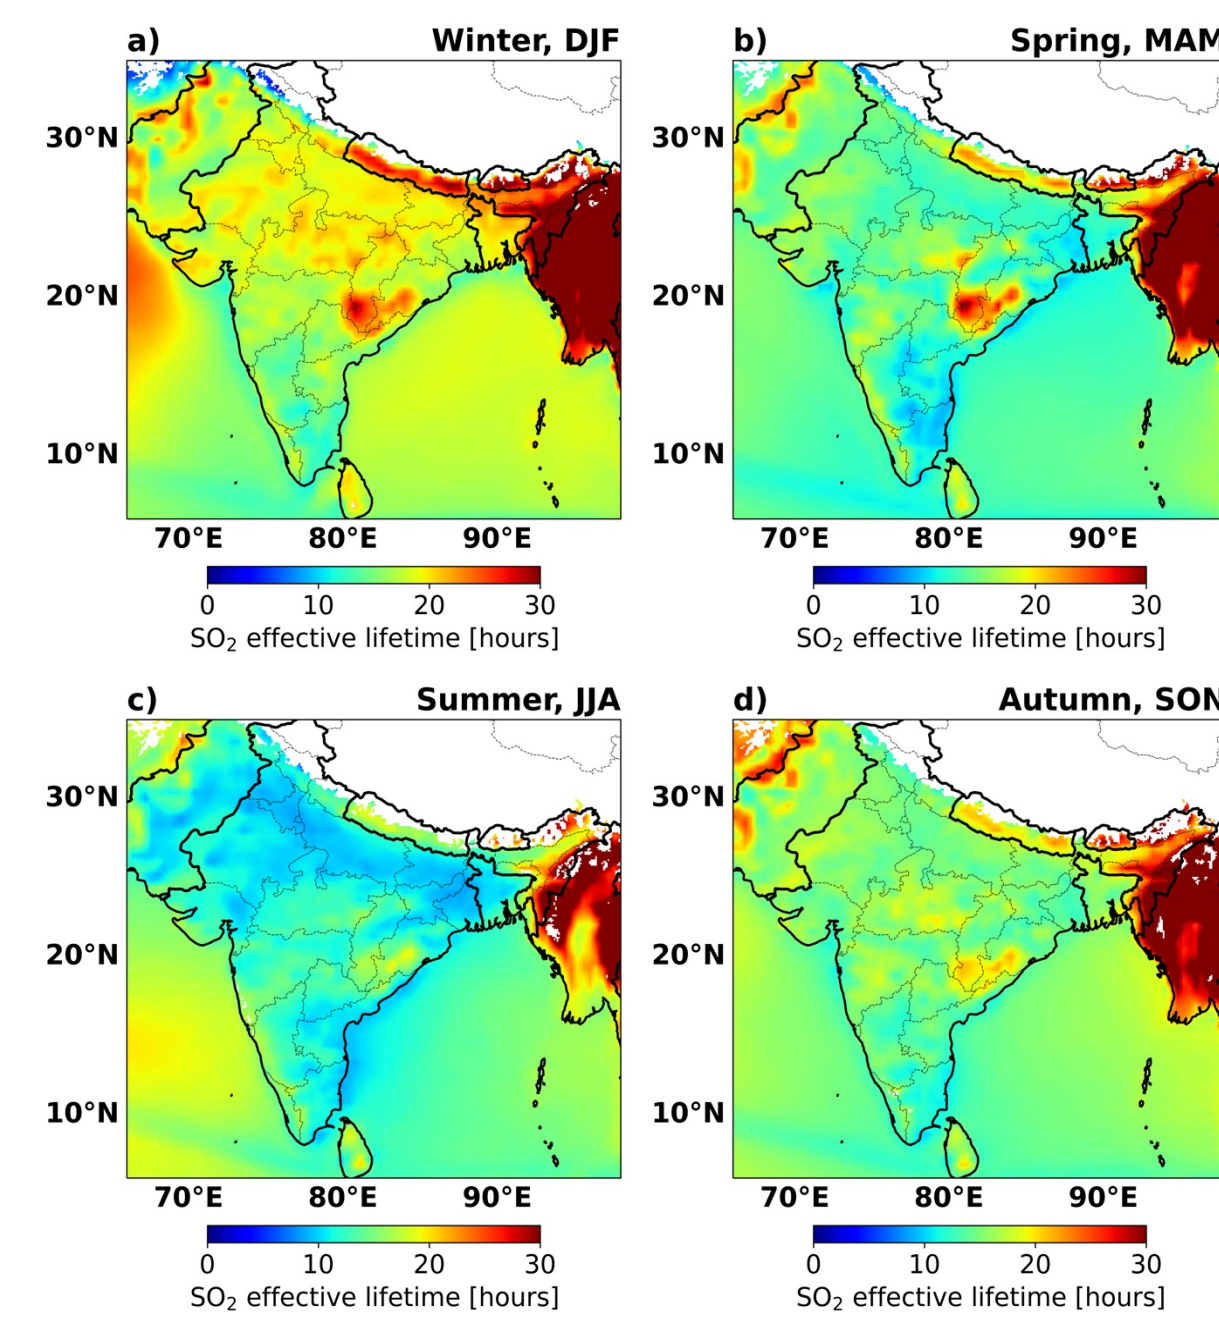 a) Winter, DJF
b) Spring, MAM
30°N
20°N
10°N
70°E 80°E 90°E
0 10 20 30
SO₂ effective lifetime [hours]
30°N
20°N
10°N
70°E 80°E 90°E
0 10 20 30
SO₂ effective lifetime [hours]
c) Summer, JJA
d) Autumn, SON
30°N
20°N
10°N
70°E 80°E 90°E
0 10 20 30
SO₂ effective lifetime [hours]
30°N
20°N
10°N
70°E 80°E 90°E
0 10 20 30
SO₂ effective lifetime [hours]